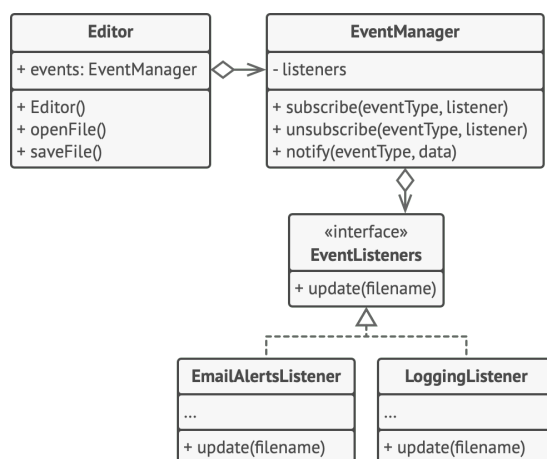 Editor
+ events: EventManager
+ Editor()
+ openFile()
+ saveFile()
EventManager
- listeners
+ subscribe(eventType, listener)
+ unsubscribe(eventType, listener)
+ notify(eventType, data)
«interface»
EventListeners
+ update(filename)
EmailAlertsListener
...
+ update(filename)
LoggingListener
...
+ update(filename)